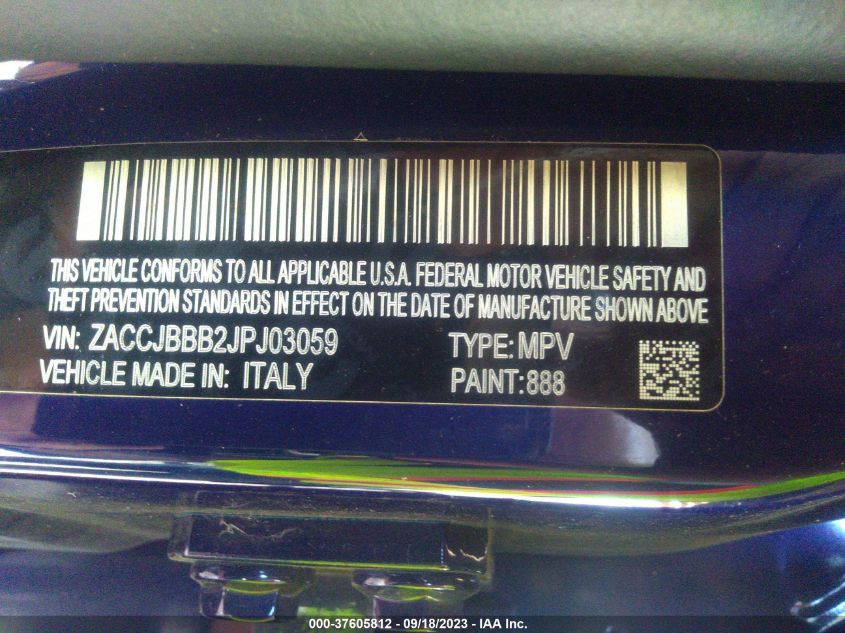 THIS VEHICLE CONFORMS TO ALL APPLICABLE U.S.A. FEDERAL MOTOR VEHICLE SAFETY AND
THEFT PREVENTION STANDARDS IN EFFECT ON THE DATE OF MANUFACTURE SHOWN ABOVE
VIN: ZACCJBBB2JPJ03059 TYPE: MPV
VEHICLE MADE IN: ITALY PAINT: 888
000-37605812 - 09/18/2023 - IAA Inc.